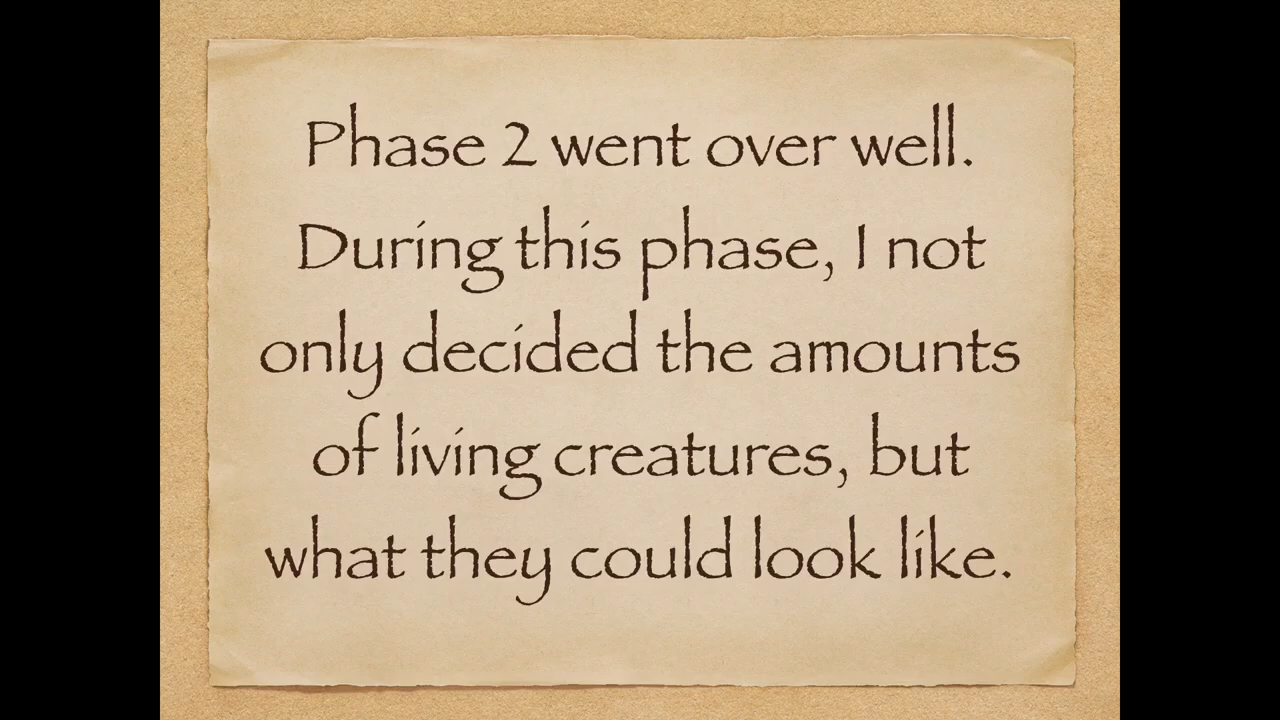 Phase 2 went over well.
During this phase, I not
only decided the amounts
of living creatures, but
what they could look like.